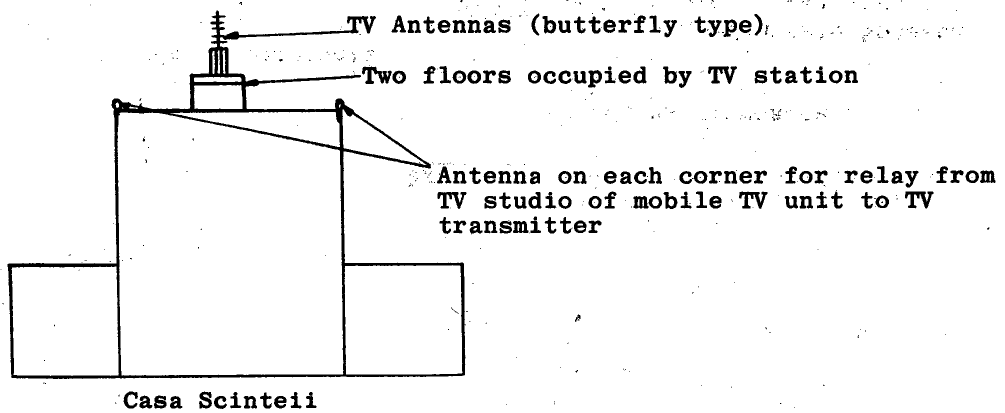 TV Antennas (butterfly type)
Two floors occupied by TV station
Antenna on each corner for relay from
TV studio of mobile TV unit to TV
transmitter
Casa Scinteii